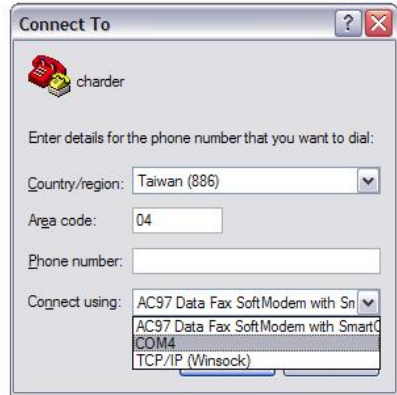 Connect To
charder
Enter details for the phone number that you want to dial:
Country/region: Taiwan (886)
Area code: 04
Phone number:
Connect using: AC97 Data Fax SoftModem with Sm
AC97 Data Fax SoftModem with SmartC
COM4
TCP/IP (Winsock)